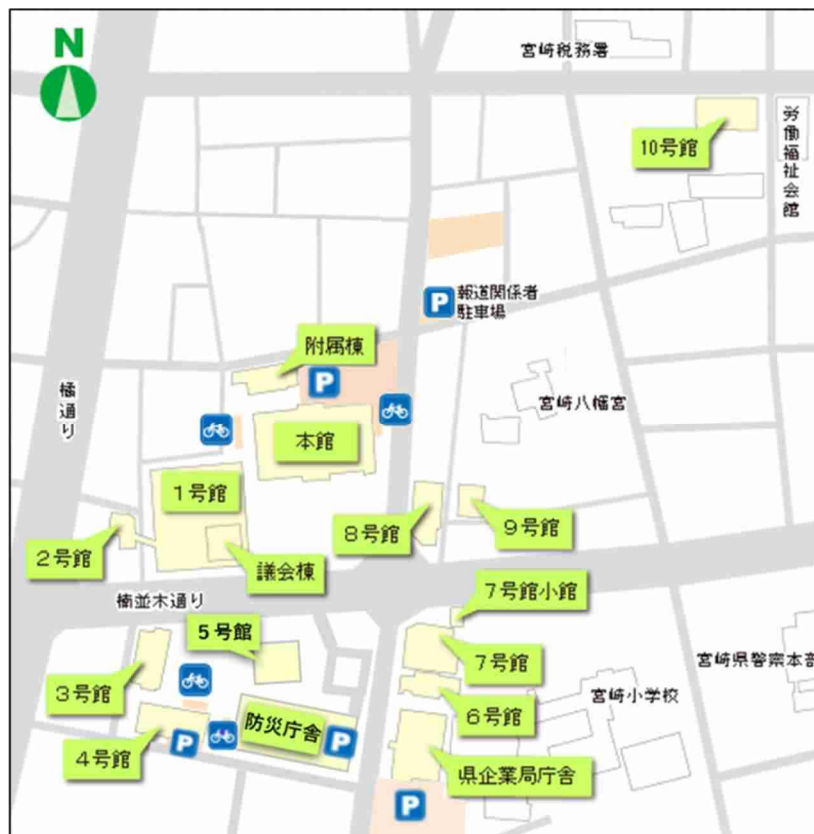 N
宮崎税務署
10号館
労働福祉会館
P
報道関係者
駐車場
附属棟
P
橘通り
宮崎八幡宮
本館
1号館
8号館
9号館
2号館
議会棟
7号館小館
楠並木通り
5号館
7号館
宮崎県警察本部
3号館
宮崎小学校
6号館
防災庁舎
4号館
P
P
県企業局庁舎
P